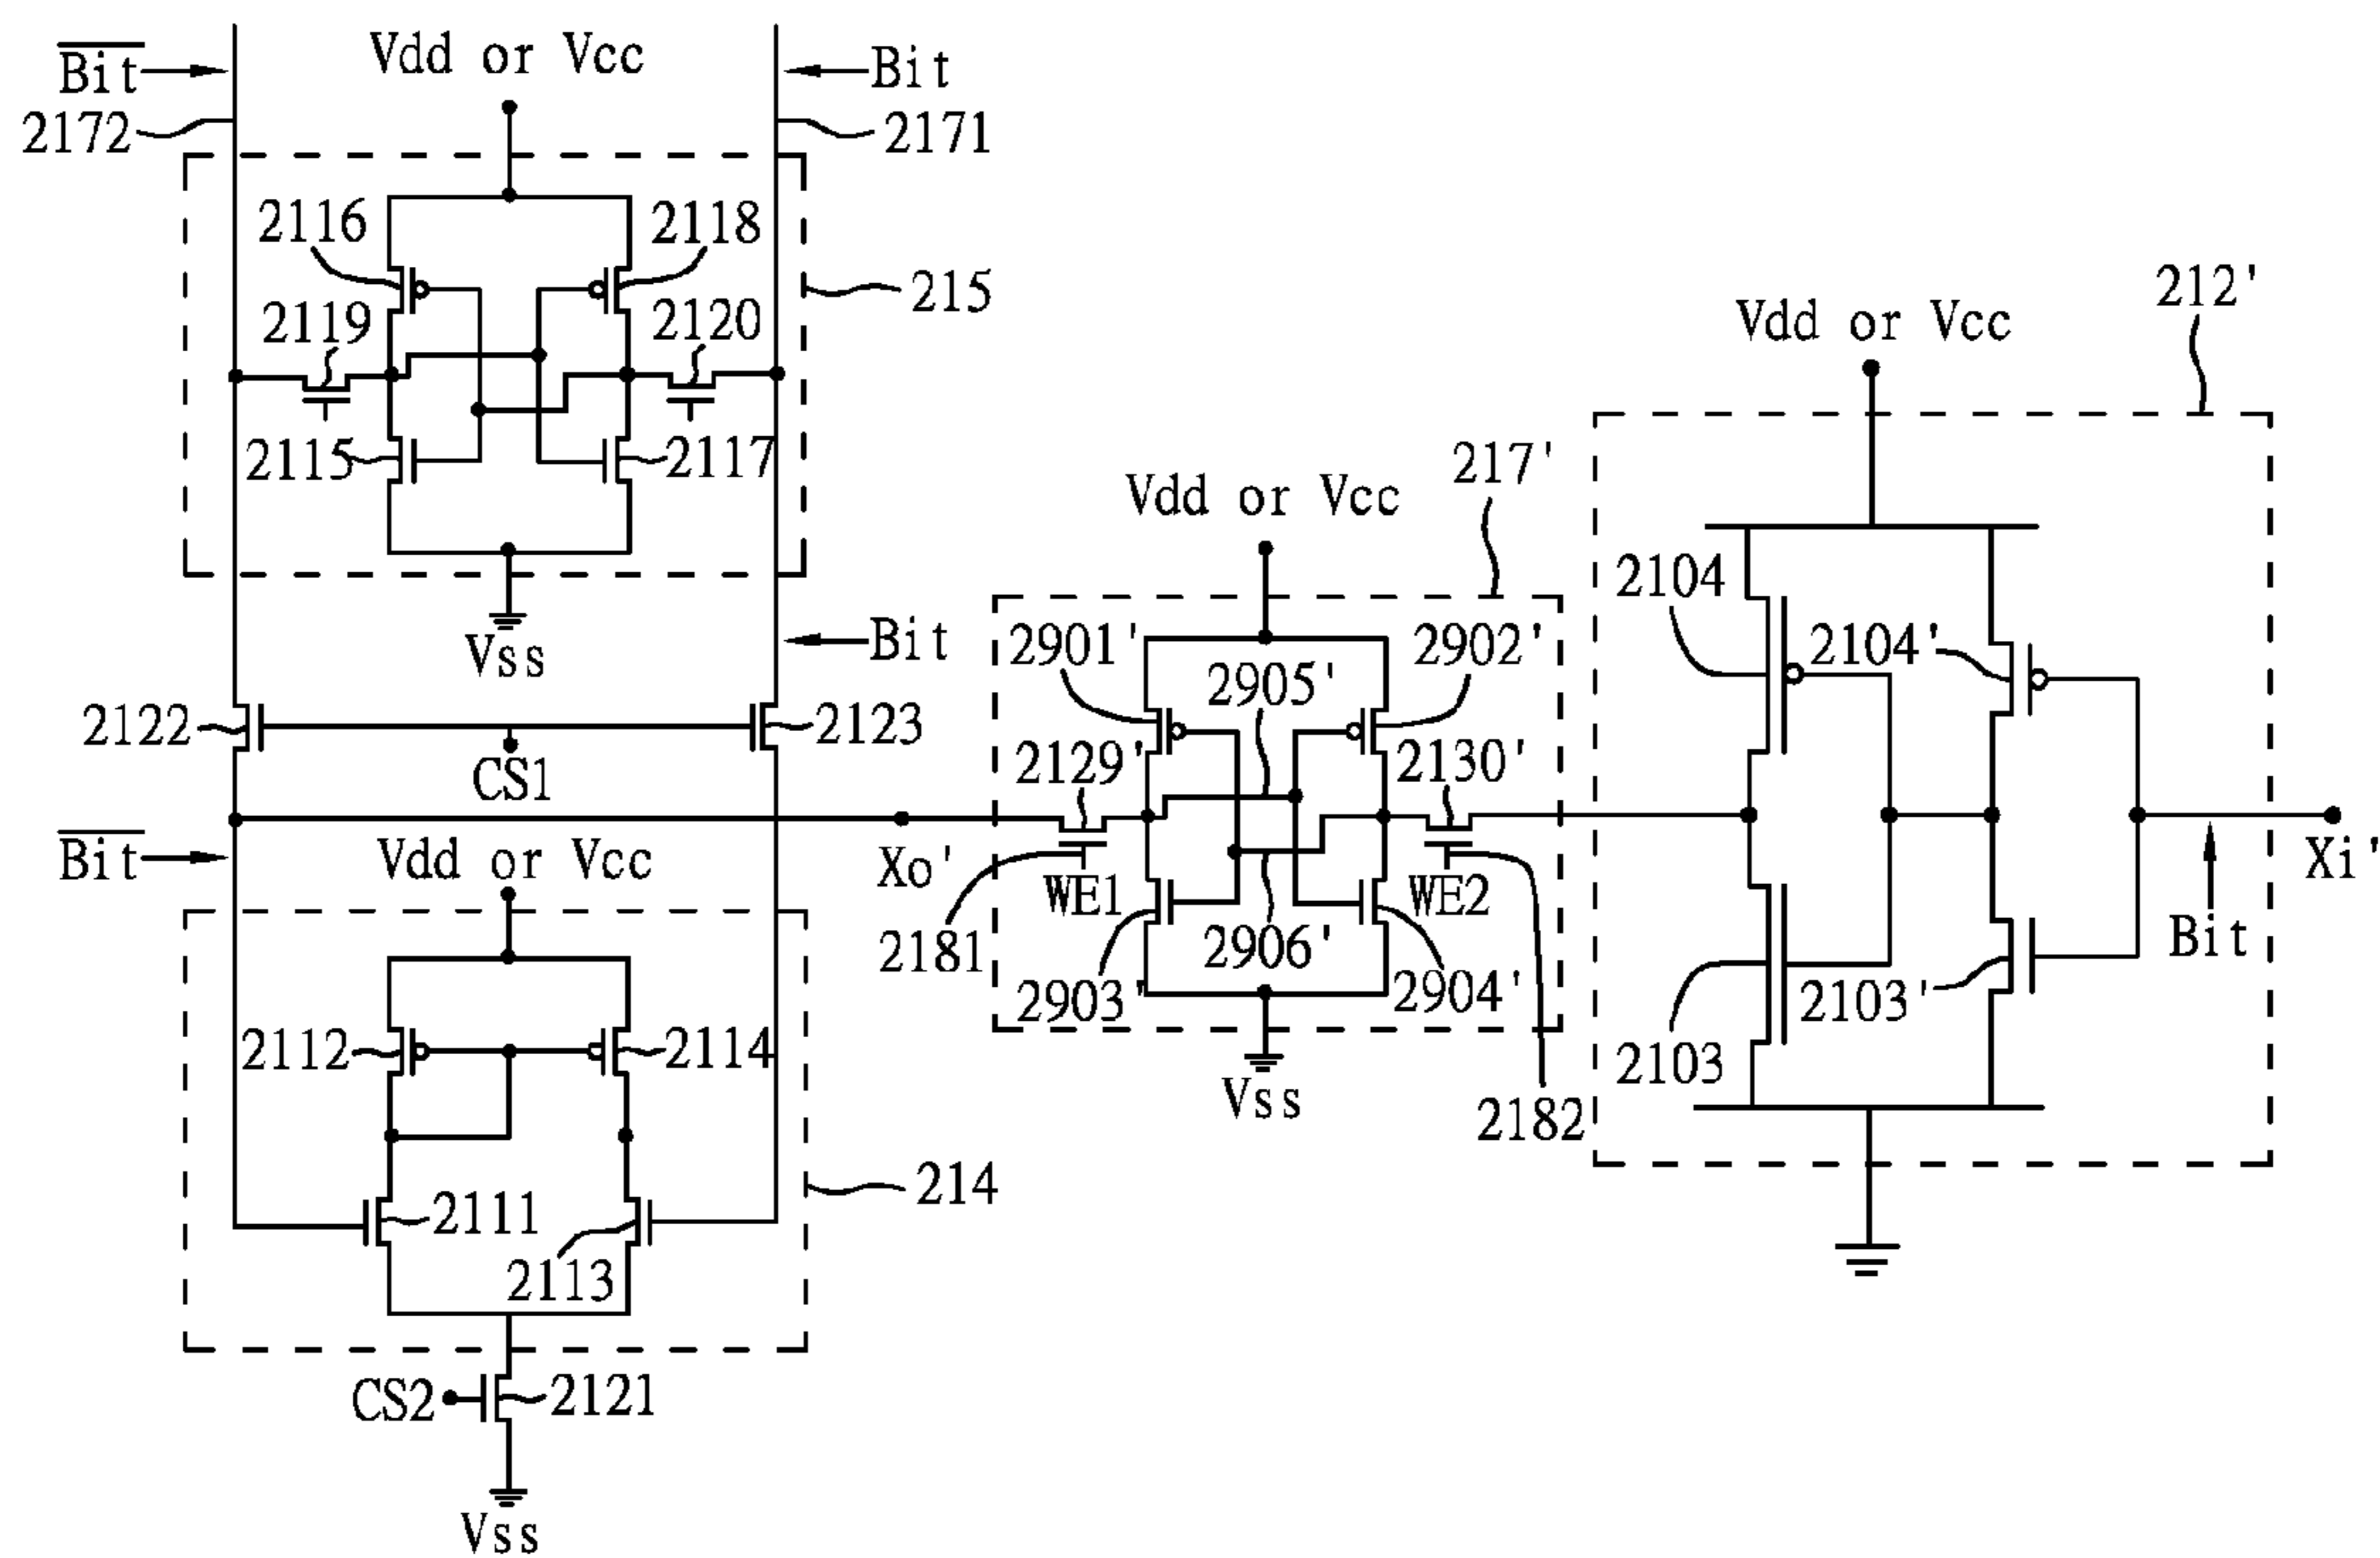 B̅i̅t̅
Vdd or Vcc
Bit
2172
2171
2116
2118
215
2119
2120
2115
2117
Vss
Bit
2122
2123
CS1
B̅i̅t̅
Vdd or Vcc
Xo'
2181
2112
2114
214
2111
2113
CS2
2121
Vss
217'
Vdd or Vcc
2901'
2902'
2905'
2129'
2130'
WE1
WE2
2906'
2903'
2904'
Vss
2182
212'
Vdd or Vcc
2104
2104'
Xi'
Bit
2103'
2103